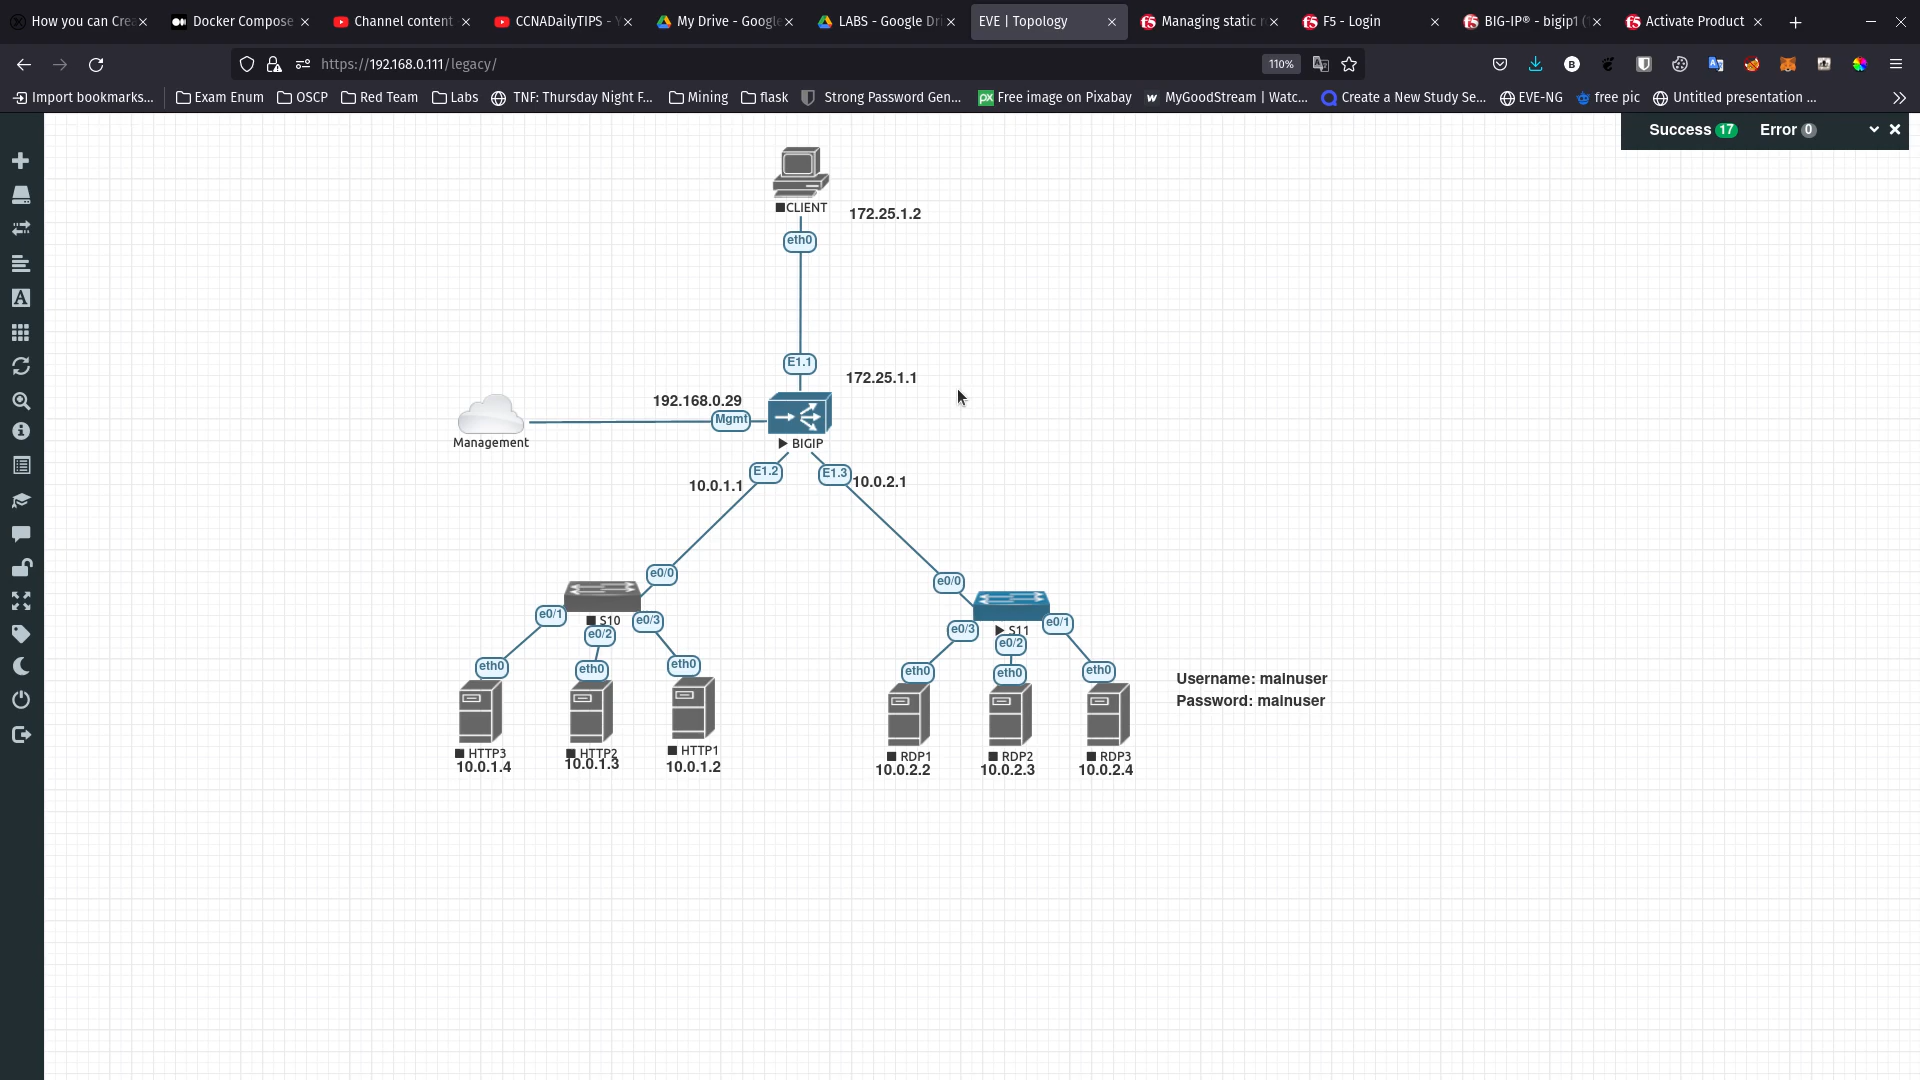 How you can Crea
Docker Compose
Channel content
CCNADailyTIPS - Y
My Drive - Google
LABS - Google Dri
EVE | Topology
Managing static r
F5 - Login
BIG-IP® - bigip1 (
Activate Product
https://192.168.0.111/legacy/
110%
Import bookmarks...
Exam Enum
OSCP
Red Team
Labs
TNF: Thursday Night F...
Mining
flask
Strong Password Gen...
Free image on Pixabay
MyGoodStream | Watc...
Create a New Study Se...
EVE-NG
free pic
Untitled presentation ...
Success 17 Error 0
CLIENT
172.25.1.2
eth0
E1.1
172.25.1.1
192.168.0.29
Mgmt
Management
BIGIP
E1.2
E1.3
10.0.1.1
10.0.2.1
e0/0
e0/0
e0/1
S10
e0/3
e0/2
e0/3
S11
e0/1
e0/2
eth0
eth0
eth0
eth0
eth0
eth0
Username: mainuser
Password: mainuser
HTTP3
HTTP2
HTTP1
10.0.1.4
10.0.1.3
10.0.1.2
RDP1
RDP2
RDP3
10.0.2.2
10.0.2.3
10.0.2.4